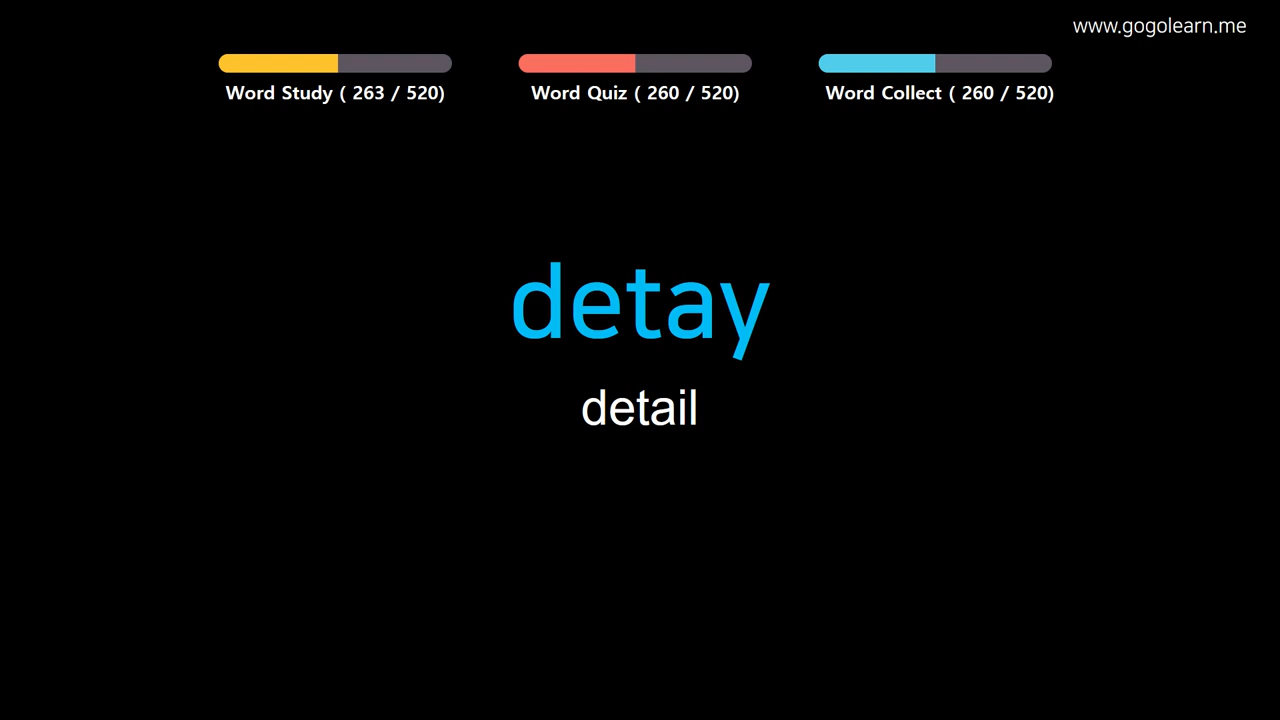 www.gogolearn.me
Word Study ( 263 / 520)
Word Quiz ( 260 / 520)
Word Collect ( 260 / 520)
detay
detail